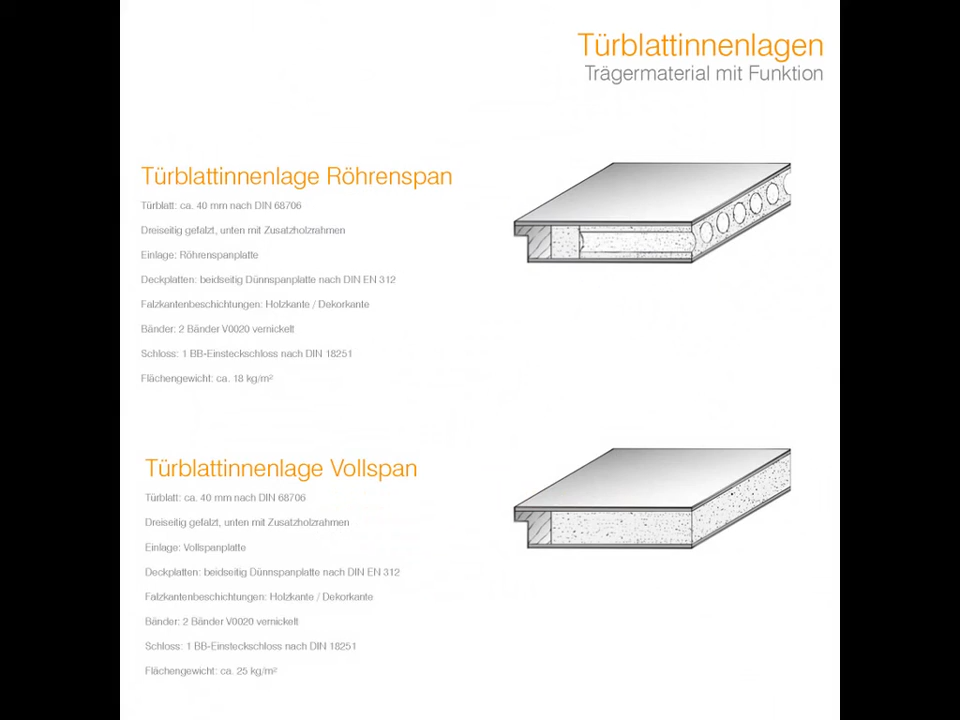 Türblattinnenlagen
Trägermaterial mit Funktion
Türblattinnenlage Röhrenspan
Türblatt: ca. 40 mm nach DIN 68706
Dreiseitig gefalzt, unten mit Zusatzholzrahmen
Einlage: Röhrenspanplatte
Deckplatten: beidseitig Dünnspanplatte nach DIN EN 312
Falzkantenbeschichtungen: Holzkante / Dekorkante
Bänder: 2 Bänder V0020 vernickelt
Schloss: 1 BB-Einsteckschloss nach DIN 18251
Flächengewicht: ca. 18 kg/m²
Türblattinnenlage Vollspan
Türblatt: ca. 40 mm nach DIN 68706
Dreiseitig gefalzt, unten mit Zusatzholzrahmen
Einlage: Vollspanplatte
Deckplatten: beidseitig Dünnspanplatte nach DIN EN 312
Falzkantenbeschichtungen: Holzkante / Dekorkante
Bänder: 2 Bänder V0020 vernickelt
Schloss: 1 BB-Einsteckschloss nach DIN 18251
Flächengewicht: ca. 25 kg/m²